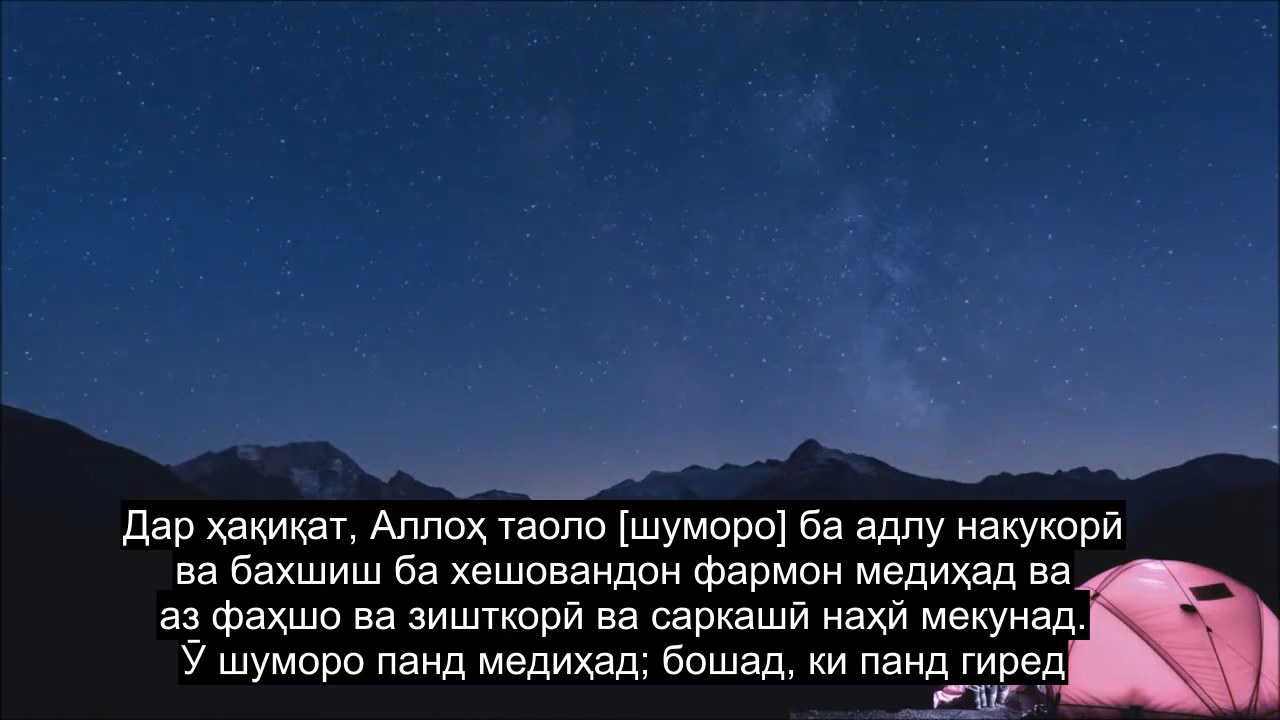 Дар ҳақиқат, Аллоҳ таоло [шуморо] ба адлу накукорӣ
ва бахшиш ба хешовандон фармон медиҳад ва
аз фаҳшо ва зишткорӣ ва саркашӣ наҳй мекунад.
Ӯ шуморо панд медиҳад; бошад, ки панд гиред